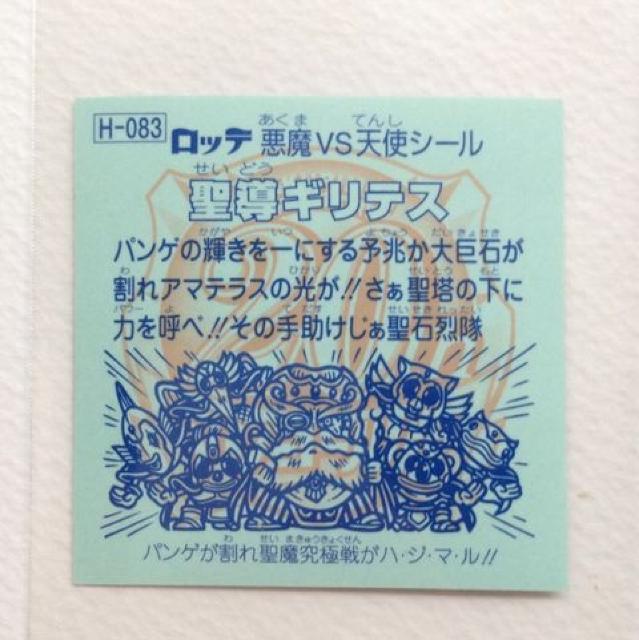 H-083 ロッテ 悪魔VS天使シール
聖導ギリテス
パンゲの輝きを一にする予兆か大巨石が
割れアマテラスの光が!!さぁ聖塔の下に
力を呼べ!!その手助けじぁ聖石烈隊
パンゲが割れ聖魔究極戦がハ・ジ・マ・ル!!